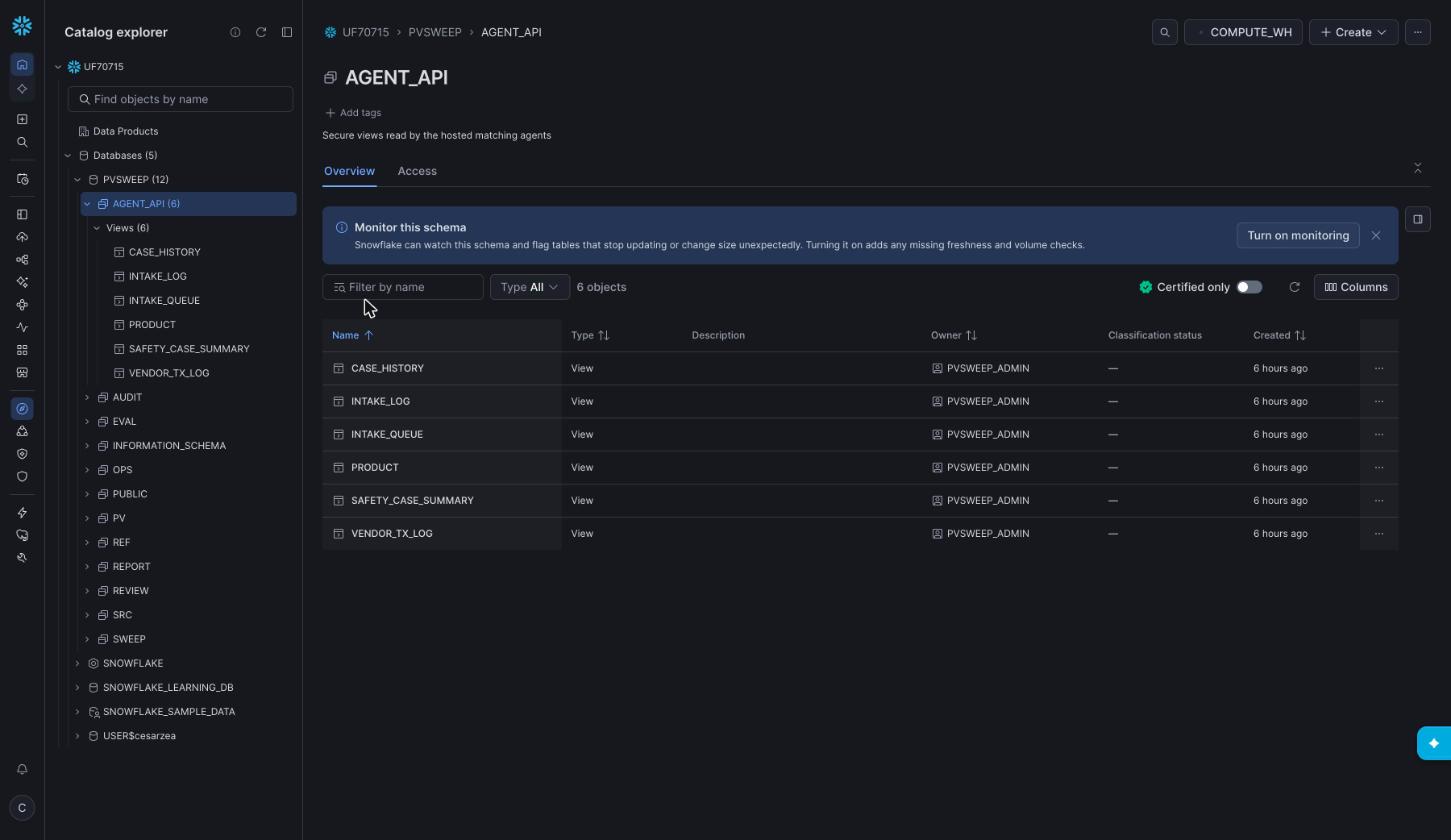 Catalog explorer
UF70715
Find objects by name
Data Products
Databases (5)
PVSWEEP (12)
AGENT_API (6)
Views (6)
CASE_HISTORY
INTAKE_LOG
INTAKE_QUEUE
PRODUCT
SAFETY_CASE_SUMMARY
VENDOR_TX_LOG
AUDIT
EVAL
INFORMATION_SCHEMA
OPS
PUBLIC
PV
REF
REPORT
REVIEW
SRC
SWEEP
SNOWFLAKE
SNOWFLAKE_LEARNING_DB
SNOWFLAKE_SAMPLE_DATA
USER$cesarzea
C
UF70715 > PVSWEEP > AGENT_API
COMPUTE_WH
+ Create
AGENT_API
+ Add tags
Secure views read by the hosted matching agents
Overview Access
Monitor this schema
Snowflake can watch this schema and flag tables that stop updating or change size unexpectedly. Turning it on adds any missing freshness and volume checks.
Turn on monitoring
Filter by name Type All 6 objects Certified only Columns
Name Type Description Owner Classification status Created
CASE_HISTORY View PVSWEEP_ADMIN — 6 hours ago ...
INTAKE_LOG View PVSWEEP_ADMIN — 6 hours ago ...
INTAKE_QUEUE View PVSWEEP_ADMIN — 6 hours ago ...
PRODUCT View PVSWEEP_ADMIN — 6 hours ago ...
SAFETY_CASE_SUMMARY View PVSWEEP_ADMIN — 6 hours ago ...
VENDOR_TX_LOG View PVSWEEP_ADMIN — 6 hours ago ...